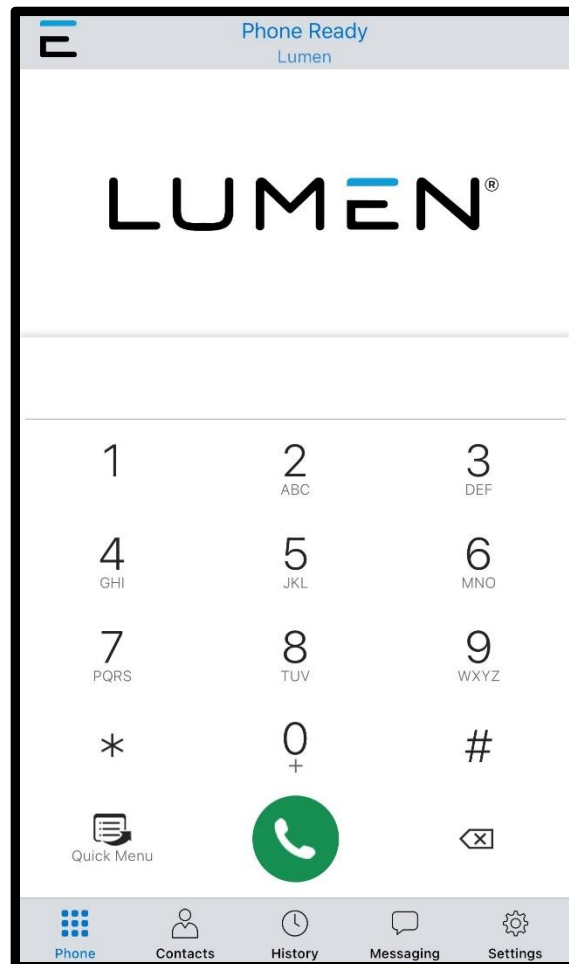 Phone Ready
Lumen
LUMEN®
1 2 3
ABC DEF
4 5 6
GHI JKL MNO
7 8 9
PQRS TUV WXYZ
* 0 #
+
Quick Menu
Phone Contacts History Messaging Settings